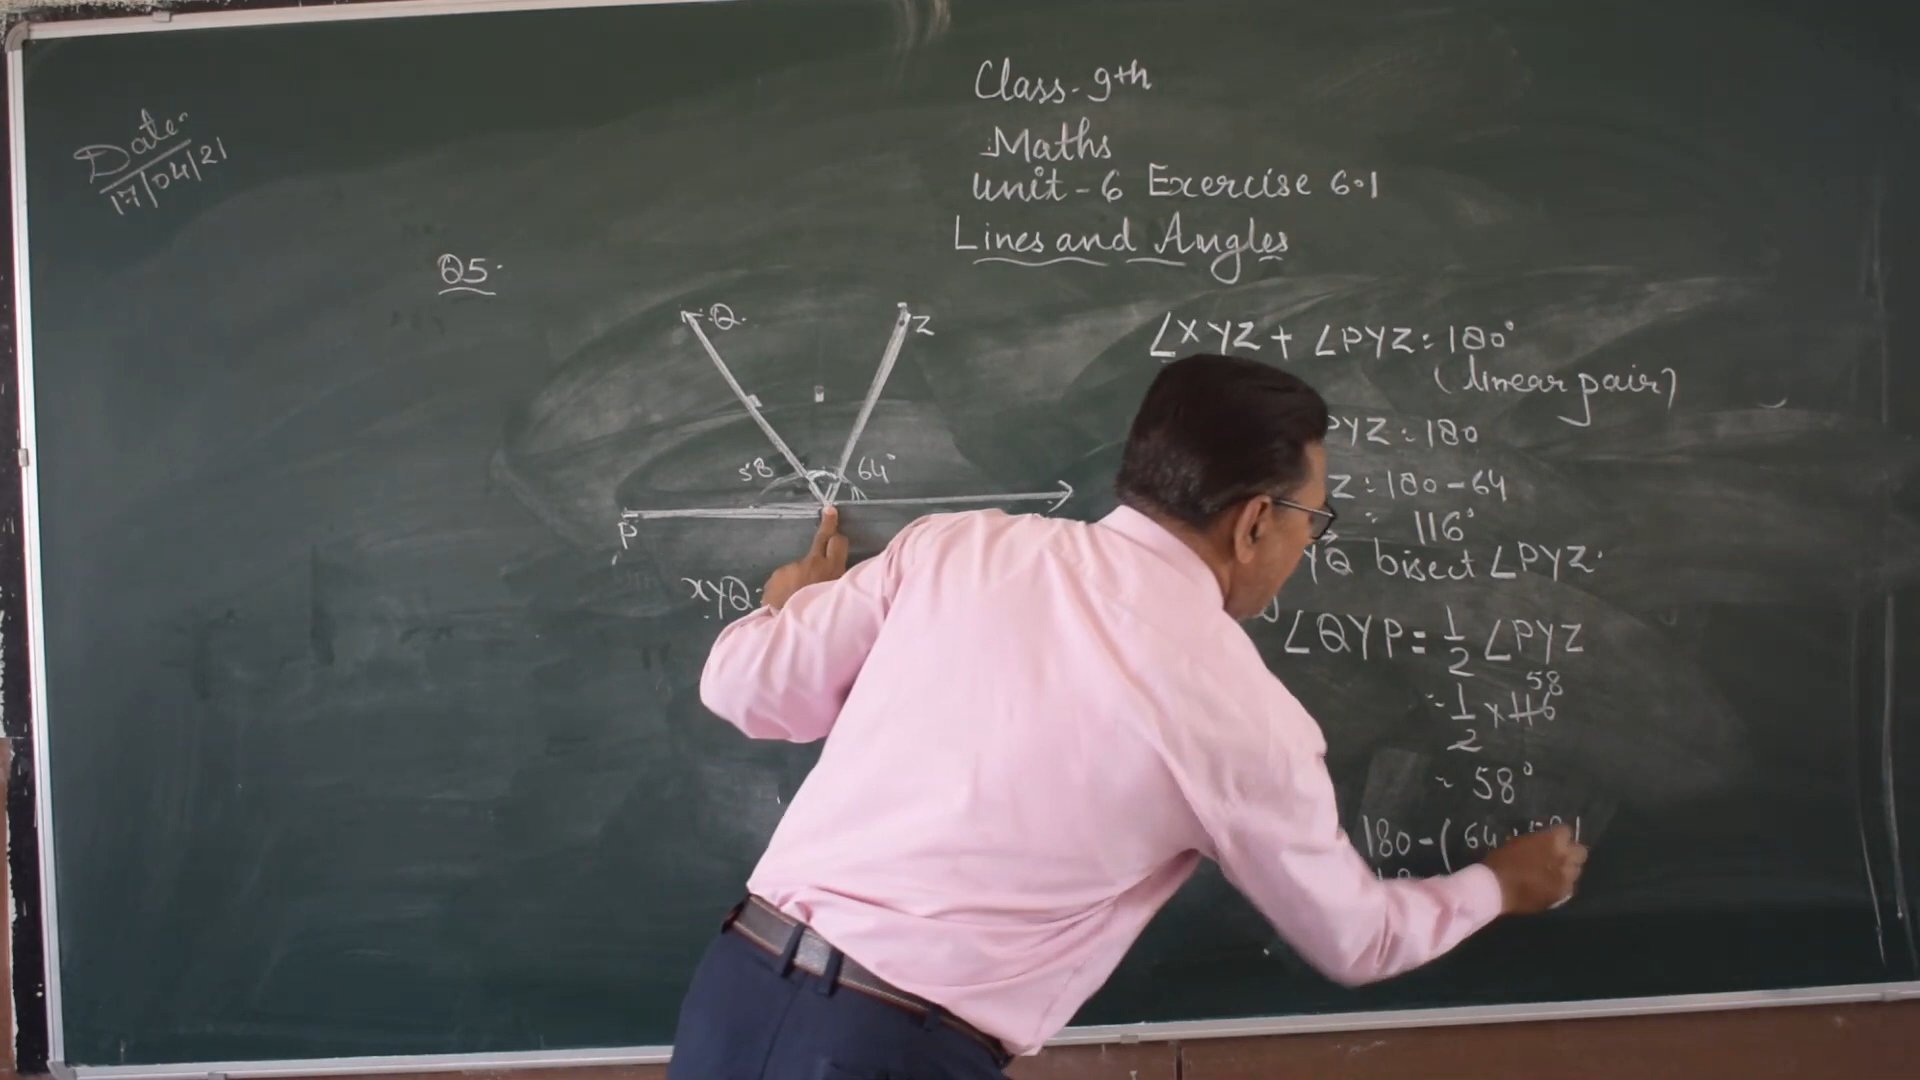 Date.
17/04/21
Class-9th
Maths
Unit-6 Exercise 6.1
Lines and Angles
Q5.
Q.
Z
58
64°
P
XYQ
∠XYZ + ∠PYZ = 180°
(linear pair)
PYZ = 180
Z = 180-64
= 116°
YQ bisect ∠PYZ.
∠QYP = 1/2 ∠PYZ
= 1/2 × 116
58
= 58°
180-(64